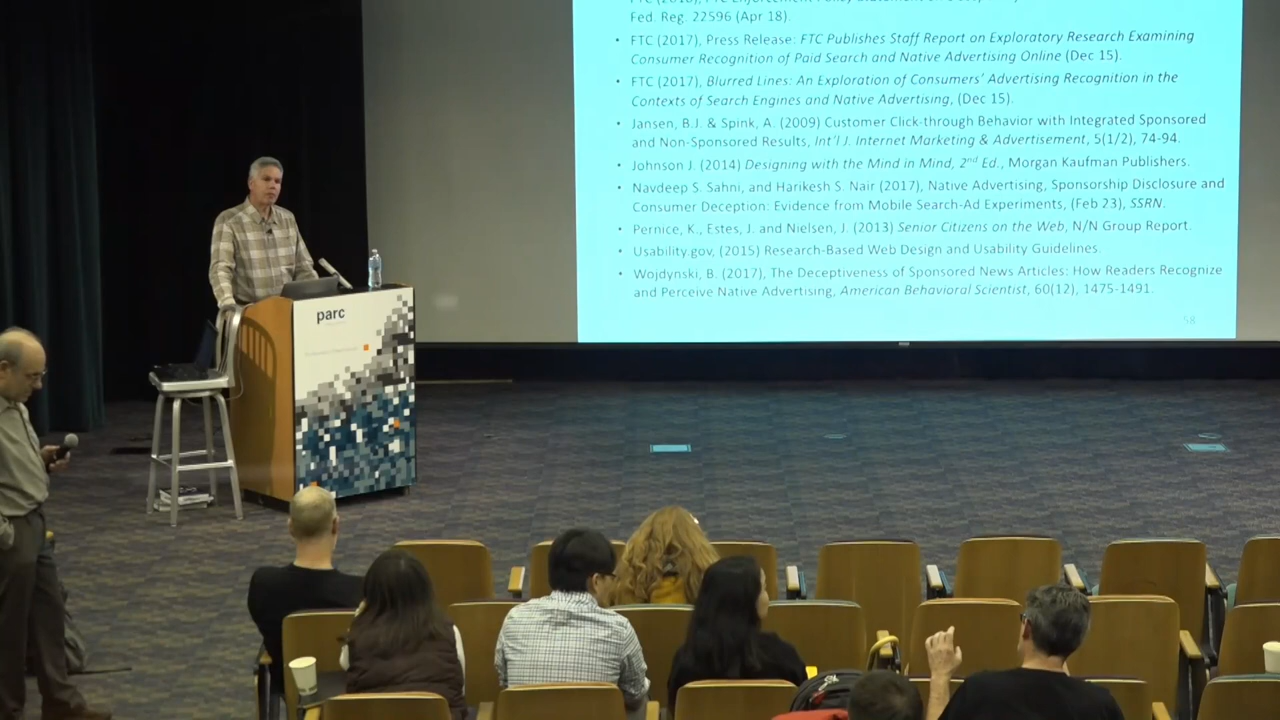 Fed. Reg. 22596 (Apr 18).
• FTC (2017), Press Release: FTC Publishes Staff Report on Exploratory Research Examining
Consumer Recognition of Paid Search and Native Advertising Online (Dec 15).
• FTC (2017), Blurred Lines: An Exploration of Consumers' Advertising Recognition in the
Contexts of Search Engines and Native Advertising, (Dec 15).
• Jansen, B.J. & Spink, A. (2009) Customer Click-through Behavior with Integrated Sponsored
and Non-Sponsored Results, Int'l J. Internet Marketing & Advertisement, 5(1/2), 74-94.
• Johnson J. (2014) Designing with the Mind in Mind, 2nd Ed., Morgan Kaufman Publishers.
• Navdeep S. Sahni, and Harikesh S. Nair (2017), Native Advertising, Sponsorship Disclosure and
Consumer Deception: Evidence from Mobile Search-Ad Experiments, (Feb 23), SSRN.
• Pernice, K., Estes, J. and Nielsen, J. (2013) Senior Citizens on the Web, N/N Group Report.
• Usability.gov, (2015) Research-Based Web Design and Usability Guidelines.
• Wojdynski, B. (2017), The Deceptiveness of Sponsored News Articles: How Readers Recognize
and Perceive Native Advertising, American Behavioral Scientist, 60(12), 1475-1491.
58
parc